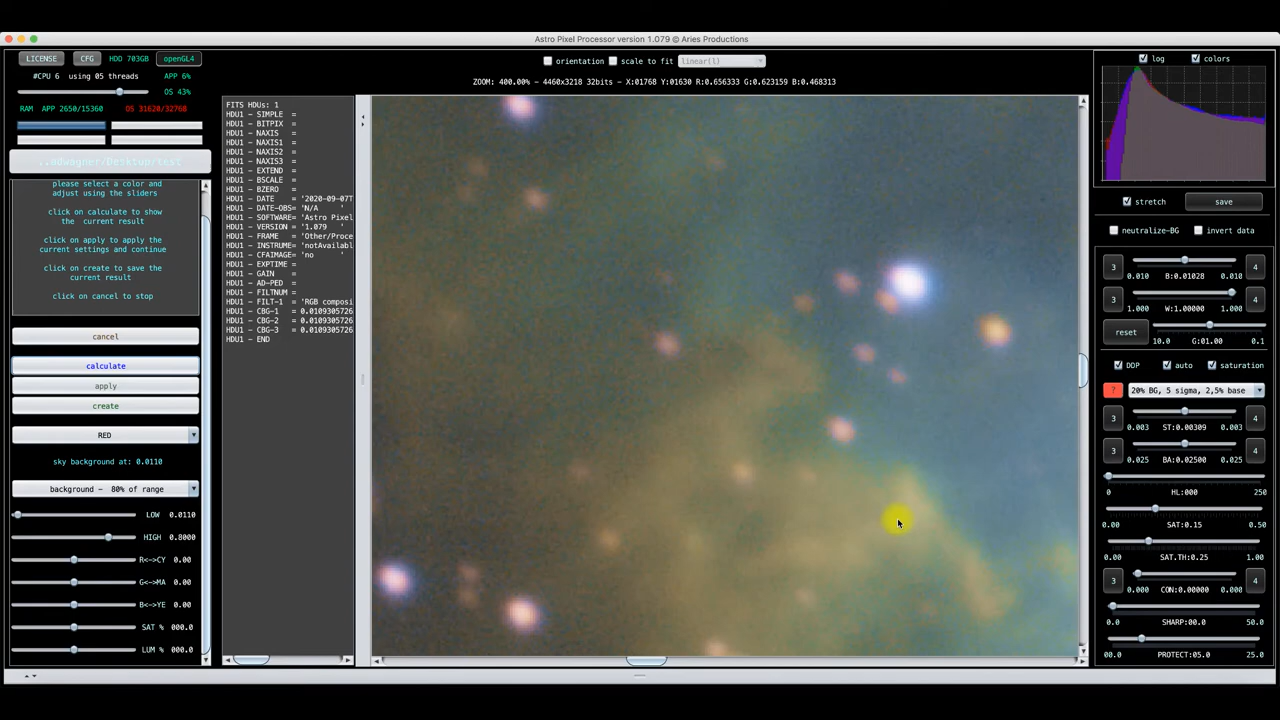 Astro Pixel Processor version 1.079 © Aries Productions
LICENSE CFG HDD 703GB openGL4
#CPU 6 using 05 threads APP 6%
OS 43%
RAM APP 2650/15360 OS 31620/32768
..ddwagner/Desktop/test
please select a color and
adjust using the sliders
click on calculate to show
the current result
click on apply to apply the
current settings and continue
click on create to save the
current result
click on cancel to stop
cancel
calculate
apply
create
RED
sky background at: 0.0110
background - 80% of range
LOW 0.0110
HIGH 0.8000
R<->CY 0.00
G<->MA 0.00
B<->YE 0.00
SAT % 000.0
LUM % 000.0
FITS HDUs: 1
HDU1 - SIMPLE =
HDU1 - BITPIX =
HDU1 - NAXIS =
HDU1 - NAXIS1 =
HDU1 - NAXIS2 =
HDU1 - NAXIS3 =
HDU1 - EXTEND =
HDU1 - BSCALE =
HDU1 - BZERO =
HDU1 - DATE = '2020-09-07T
HDU1 - DATE-OBS= 'N/A '
HDU1 - SOFTWARE= 'Astro Pixel
HDU1 - VERSION = '1.079 '
HDU1 - FRAME = 'Other/Proce
HDU1 - INSTRUME= 'notAvailabl
HDU1 - CFAIMAGE= 'no '
HDU1 - EXPTIME =
HDU1 - GAIN =
HDU1 - AD-PED =
HDU1 - FILTNUM =
HDU1 - FILT-1 = 'RGB composi
HDU1 - CBG-1 = 0.0109305726
HDU1 - CBG-2 = 0.0109305726
HDU1 - CBG-3 = 0.0109305726
HDU1 - END
orientation scale to fit linear(l)
ZOOM: 400.00% - 4460x3218 32bits - X:01768 Y:01630 R:0.656333 G:0.623159 B:0.468313
log colors
stretch save
neutralize-BG invert data
3 4
0.010 B:0.01028 0.010
3 4
1.000 W:1.00000 1.000
reset
10.0 G:01.00 0.1
DDP auto saturation
? 20% BG, 5 sigma, 2,5% base
3 4
0.003 ST:0.00309 0.003
3 4
0.025 BA:0.02500 0.025
0 HL:000 250
0.00 SAT:0.15 0.50
0.00 SAT.TH:0.25 1.00
3 4
0.000 CON:0.00000 0.000
0.0 SHARP:00.0 50.0
00.0 PROTECT:05.0 25.0